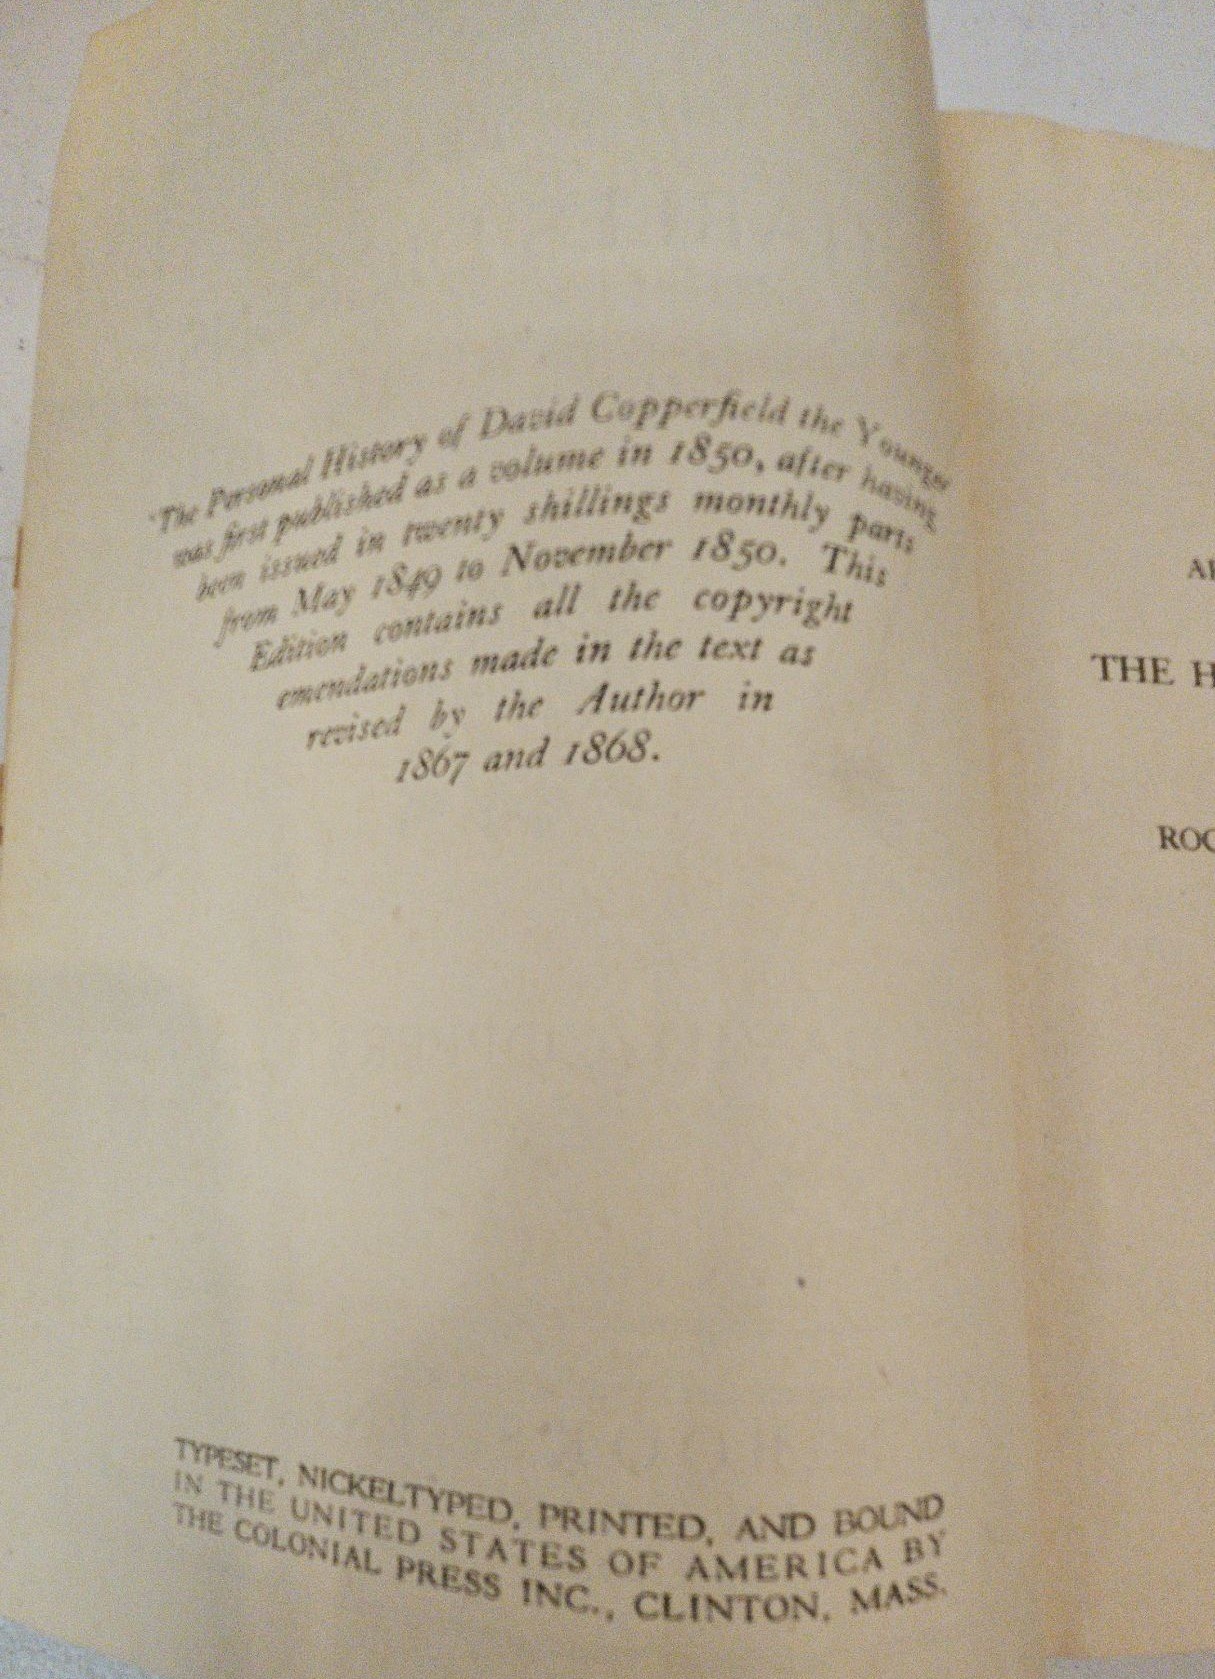 'The Personal History of David Copperfield the Younger
was first published as a volume in 1850, after having
been issued in twenty shillings monthly parts
from May 1849 to November 1850. This
Edition contains all the copyright
emendations made in the text as
revised by the Author in
1867 and 1868.
TYPESET, NICKELTYPED, PRINTED, AND BOUND
IN THE UNITED STATES OF AMERICA BY
THE COLONIAL PRESS INC., CLINTON, MASS.
THE H
ROC